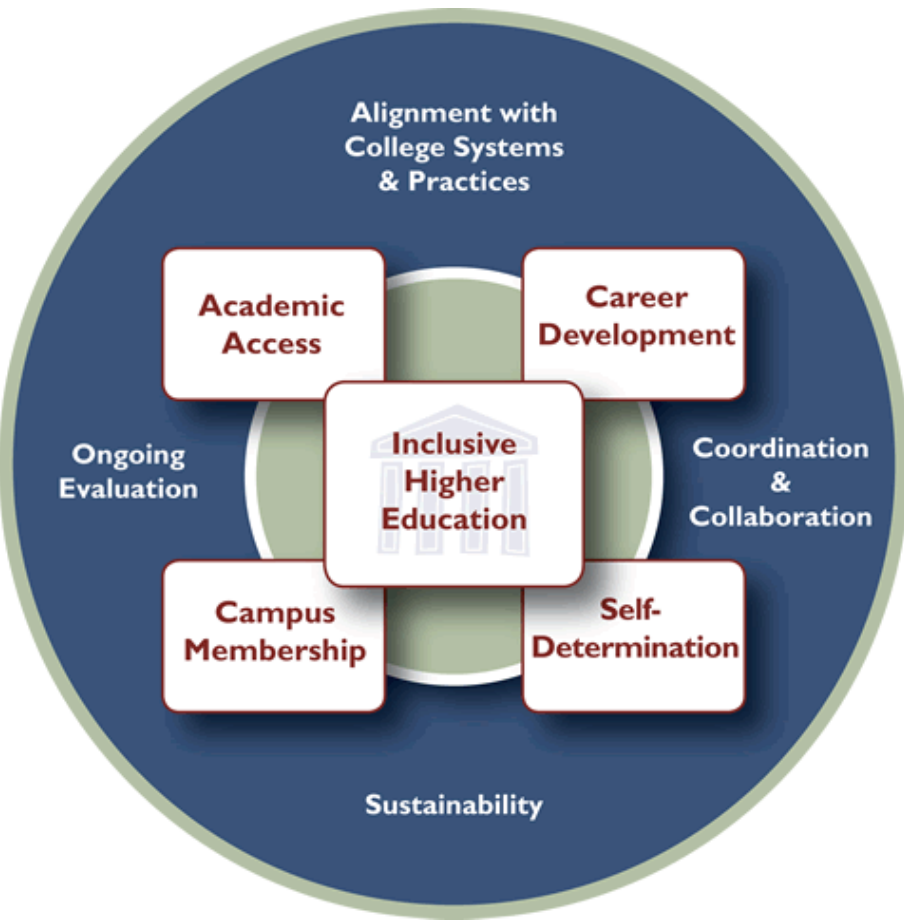 Alignment with
College Systems
& Practices
Academic
Access
Career
Development
Ongoing
Evaluation
Inclusive
Higher
Education
Coordination
&
Collaboration
Campus
Membership
Self-
Determination
Sustainability